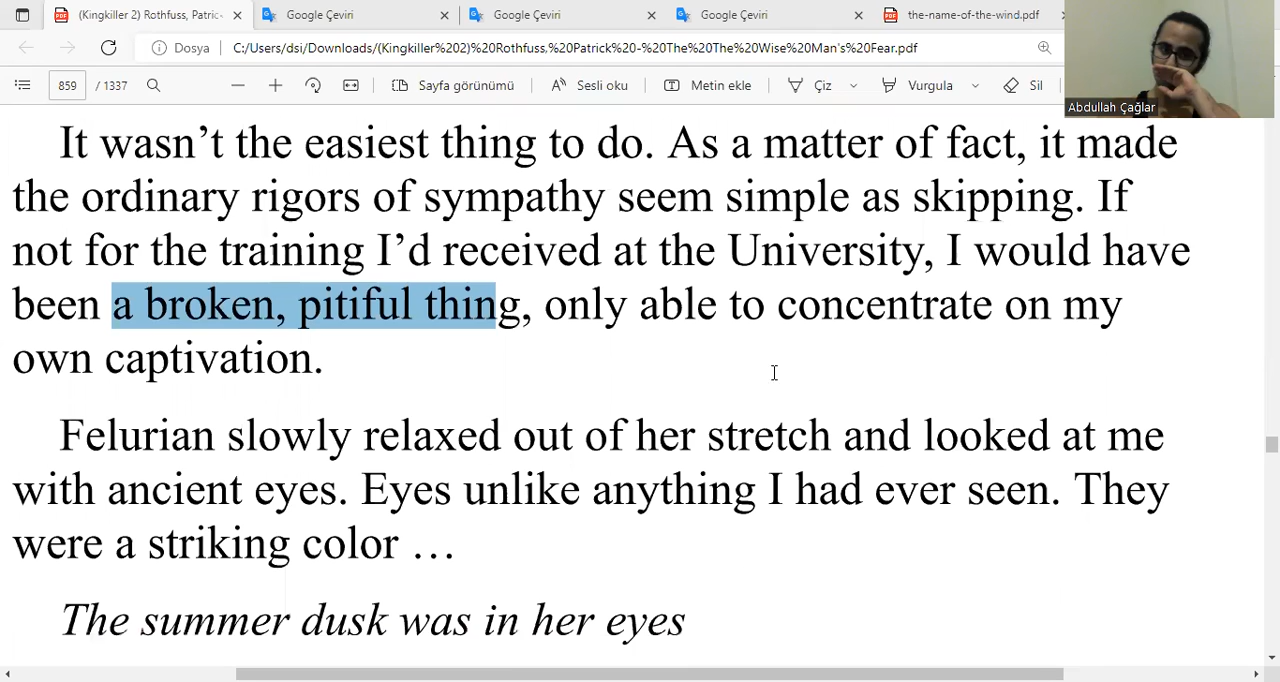 (Kingkiller 2) Rothfuss, Patric
Google Çeviri
Google Çeviri
Google Çeviri
the-name-of-the-wind.pdf
Dosya C:/Users/dsi/Downloads/(Kingkiller%202)%20Rothfuss,%20Patrick%20-%20The%20The%20Wise%20Man's%20Fear.pdf
859 / 1337 Sayfa görünümü Sesli oku Metin ekle Çiz Vurgula Sil
Abdullah Çağlar
It wasn’t the easiest thing to do. As a matter of fact, it made
the ordinary rigors of sympathy seem simple as skipping. If
not for the training I’d received at the University, I would have
been a broken, pitiful thing, only able to concentrate on my
own captivation.
Felurian slowly relaxed out of her stretch and looked at me
with ancient eyes. Eyes unlike anything I had ever seen. They
were a striking color …
The summer dusk was in her eyes